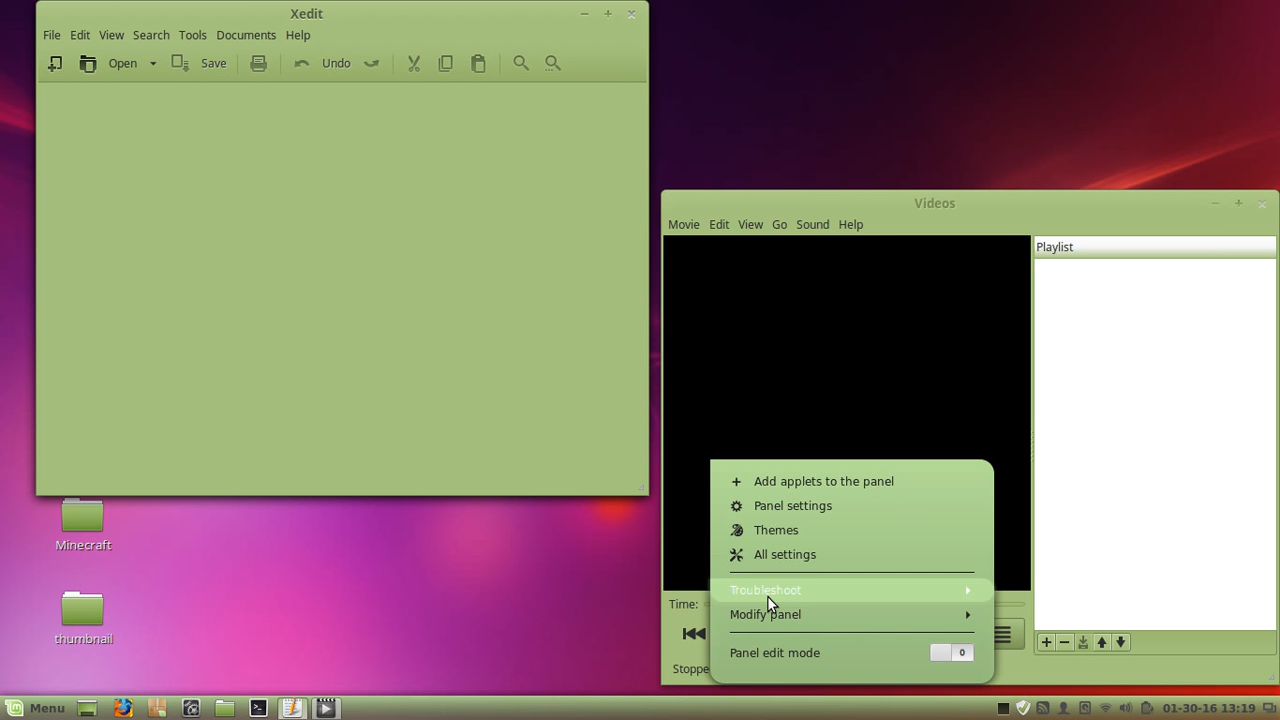 Xedit
File Edit View Search Tools Documents Help
Open Save Undo
Videos
Movie Edit View Go Sound Help
Playlist
Add applets to the panel
Panel settings
Themes
All settings
Troubleshoot
Modify panel
Panel edit mode 0
Time:
Stoppe
Minecraft
thumbnail
Menu
01-30-16 13:19